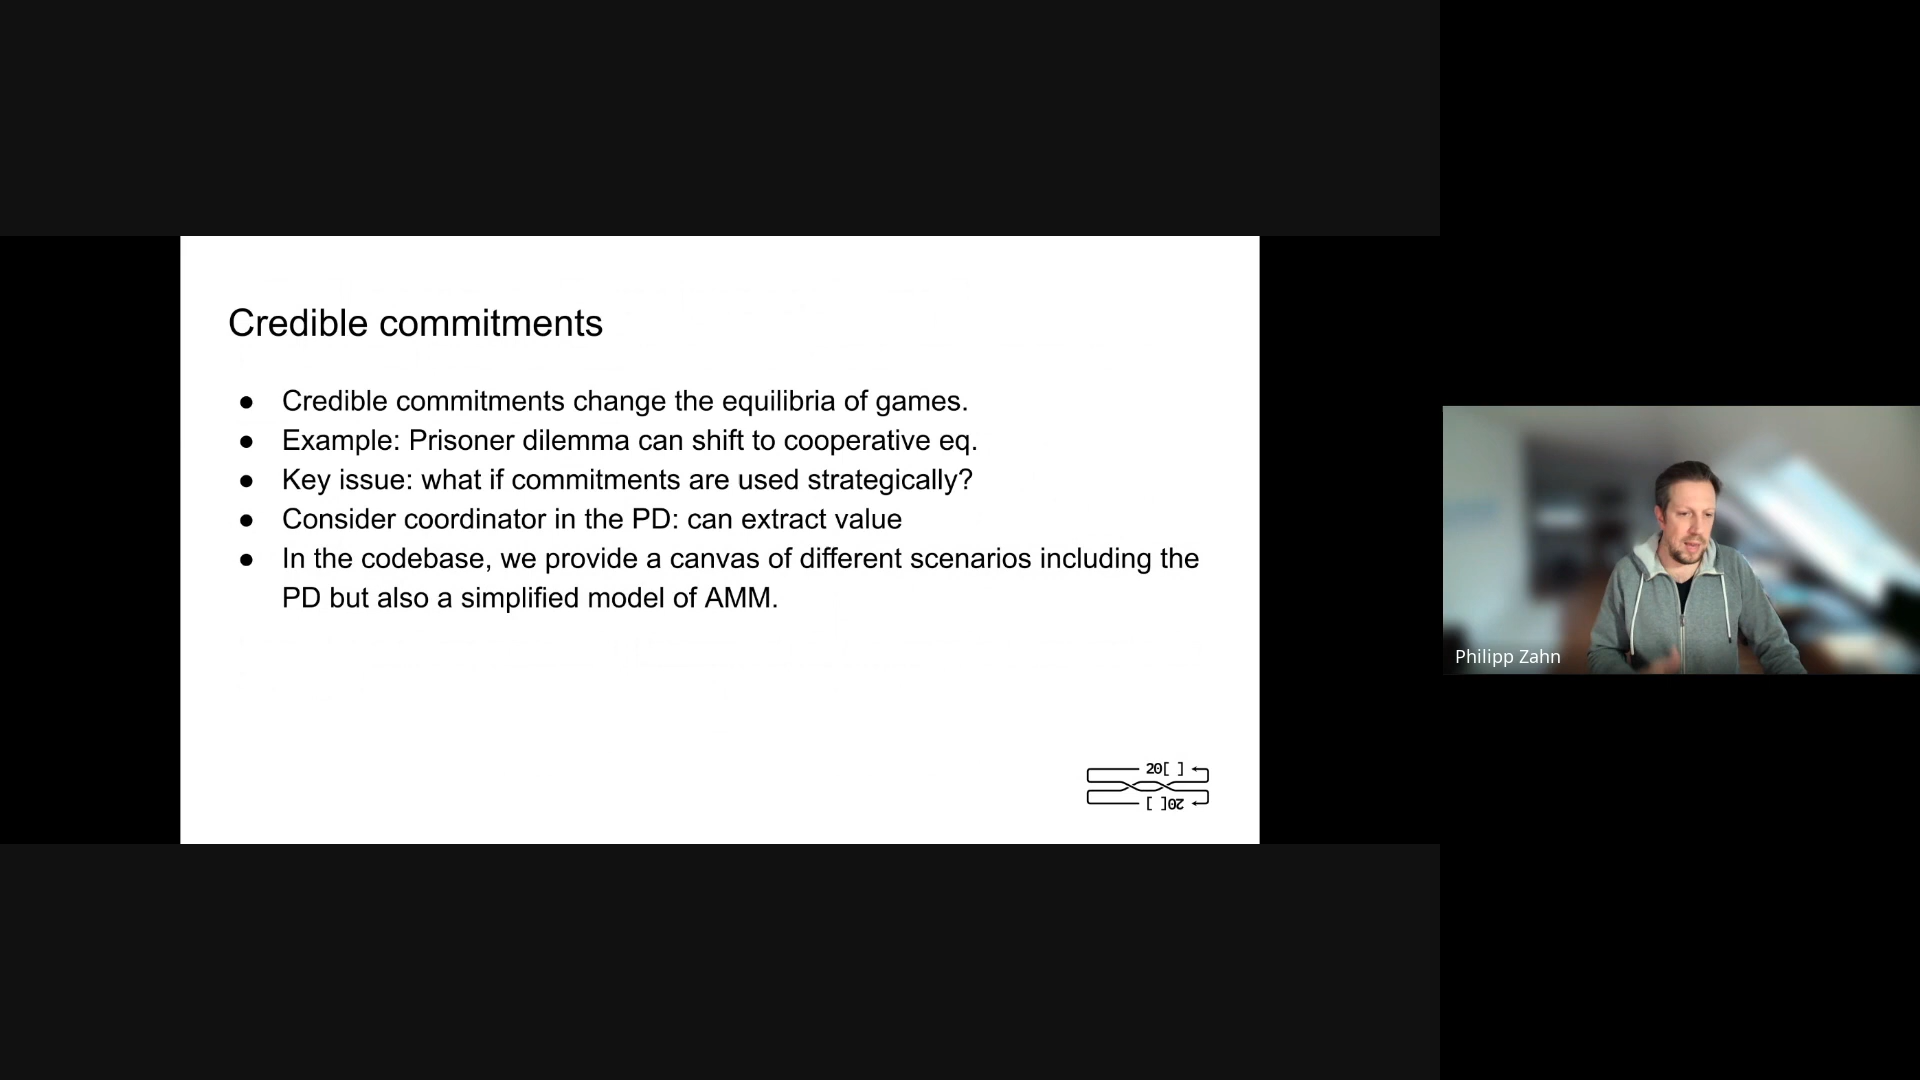 Credible commitments
● Credible commitments change the equilibria of games.
● Example: Prisoner dilemma can shift to cooperative eq.
● Key issue: what if commitments are used strategically?
● Consider coordinator in the PD: can extract value
● In the codebase, we provide a canvas of different scenarios including the
PD but also a simplified model of AMM.
Philipp Zahn
20[ ]
20[ ]